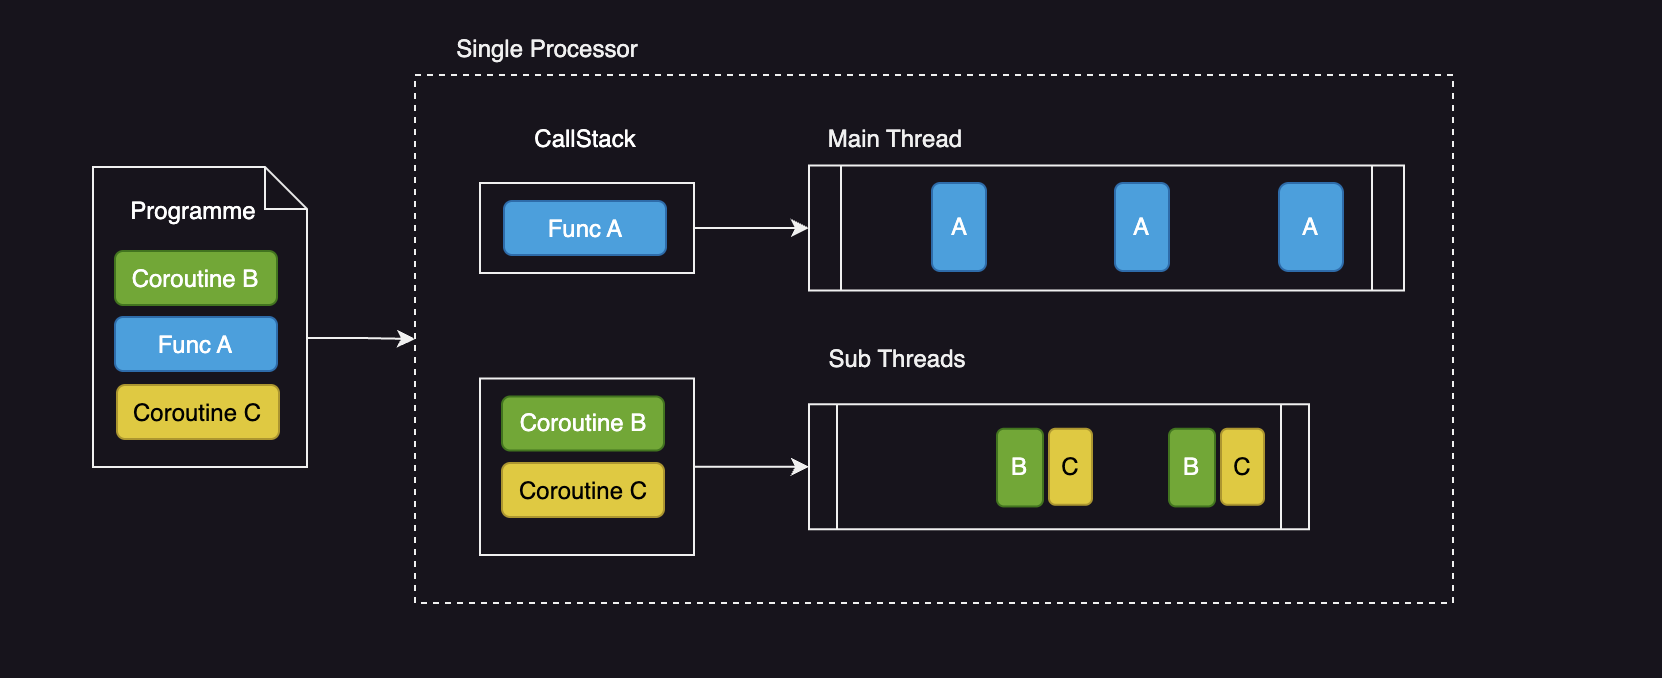 Single Processor
CallStack
Main Thread
Programme
Coroutine B
Func A
Coroutine C
Func A
A
A
A
Sub Threads
Coroutine B
Coroutine C
B
C
B
C